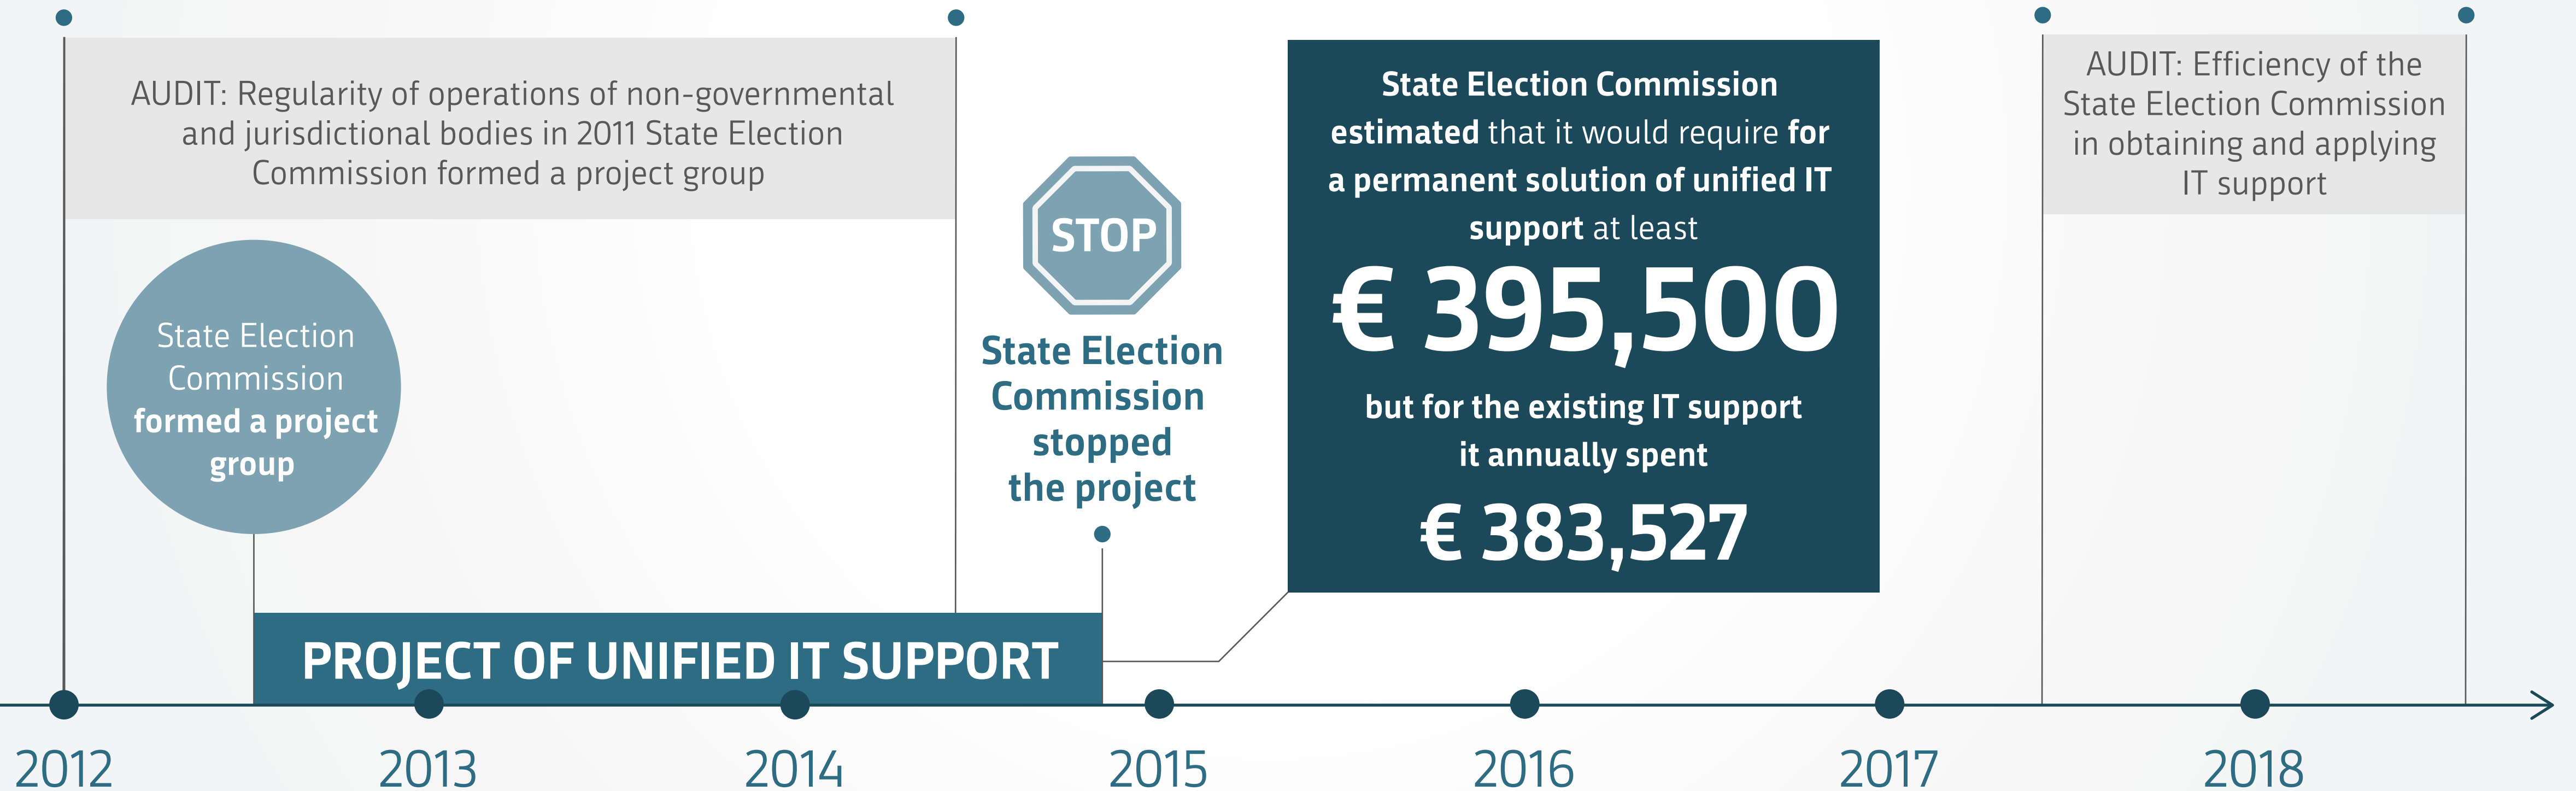 AUDIT: Regularity of operations of non-governmental
and jurisdictional bodies in 2011 State Election
Commission formed a project group
State Election
Commission
formed a project
group
STOP
State Election
Commission
stopped
the project
State Election Commission
estimated that it would require for
a permanent solution of unified IT
support at least
€ 395,500
but for the existing IT support
it annually spent
€ 383,527
AUDIT: Efficiency of the
State Election Commission
in obtaining and applying
IT support
PROJECT OF UNIFIED IT SUPPORT
2012 2013 2014 2015 2016 2017 2018